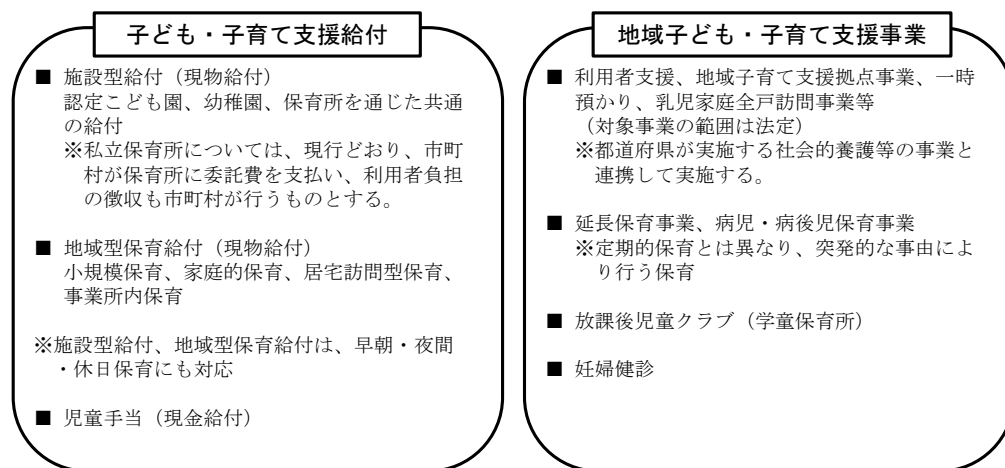 子ども・子育て支援給付
■ 施設型給付（現物給付）
認定こども園、幼稚園、保育所を通じた共通
の給付
※私立保育所については、現行どおり、市町
村が保育所に委託費を支払い、利用者負担
の徴収も市町村が行うものとする。
■ 地域型保育給付（現物給付）
小規模保育、家庭的保育、居宅訪問型保育、
事業所内保育
※施設型給付、地域型保育給付は、早朝・夜間
・休日保育にも対応
■ 児童手当（現金給付）
地域子ども・子育て支援事業
■ 利用者支援、地域子育て支援拠点事業、一時
預かり、乳児家庭全戸訪問事業等
（対象事業の範囲は法定）
※都道府県が実施する社会的養護等の事業と
連携して実施する。
■ 延長保育事業、病児・病後児保育事業
※定期的保育とは異なり、突発的な事由によ
り行う保育
■ 放課後児童クラブ（学童保育所）
■ 妊婦健診